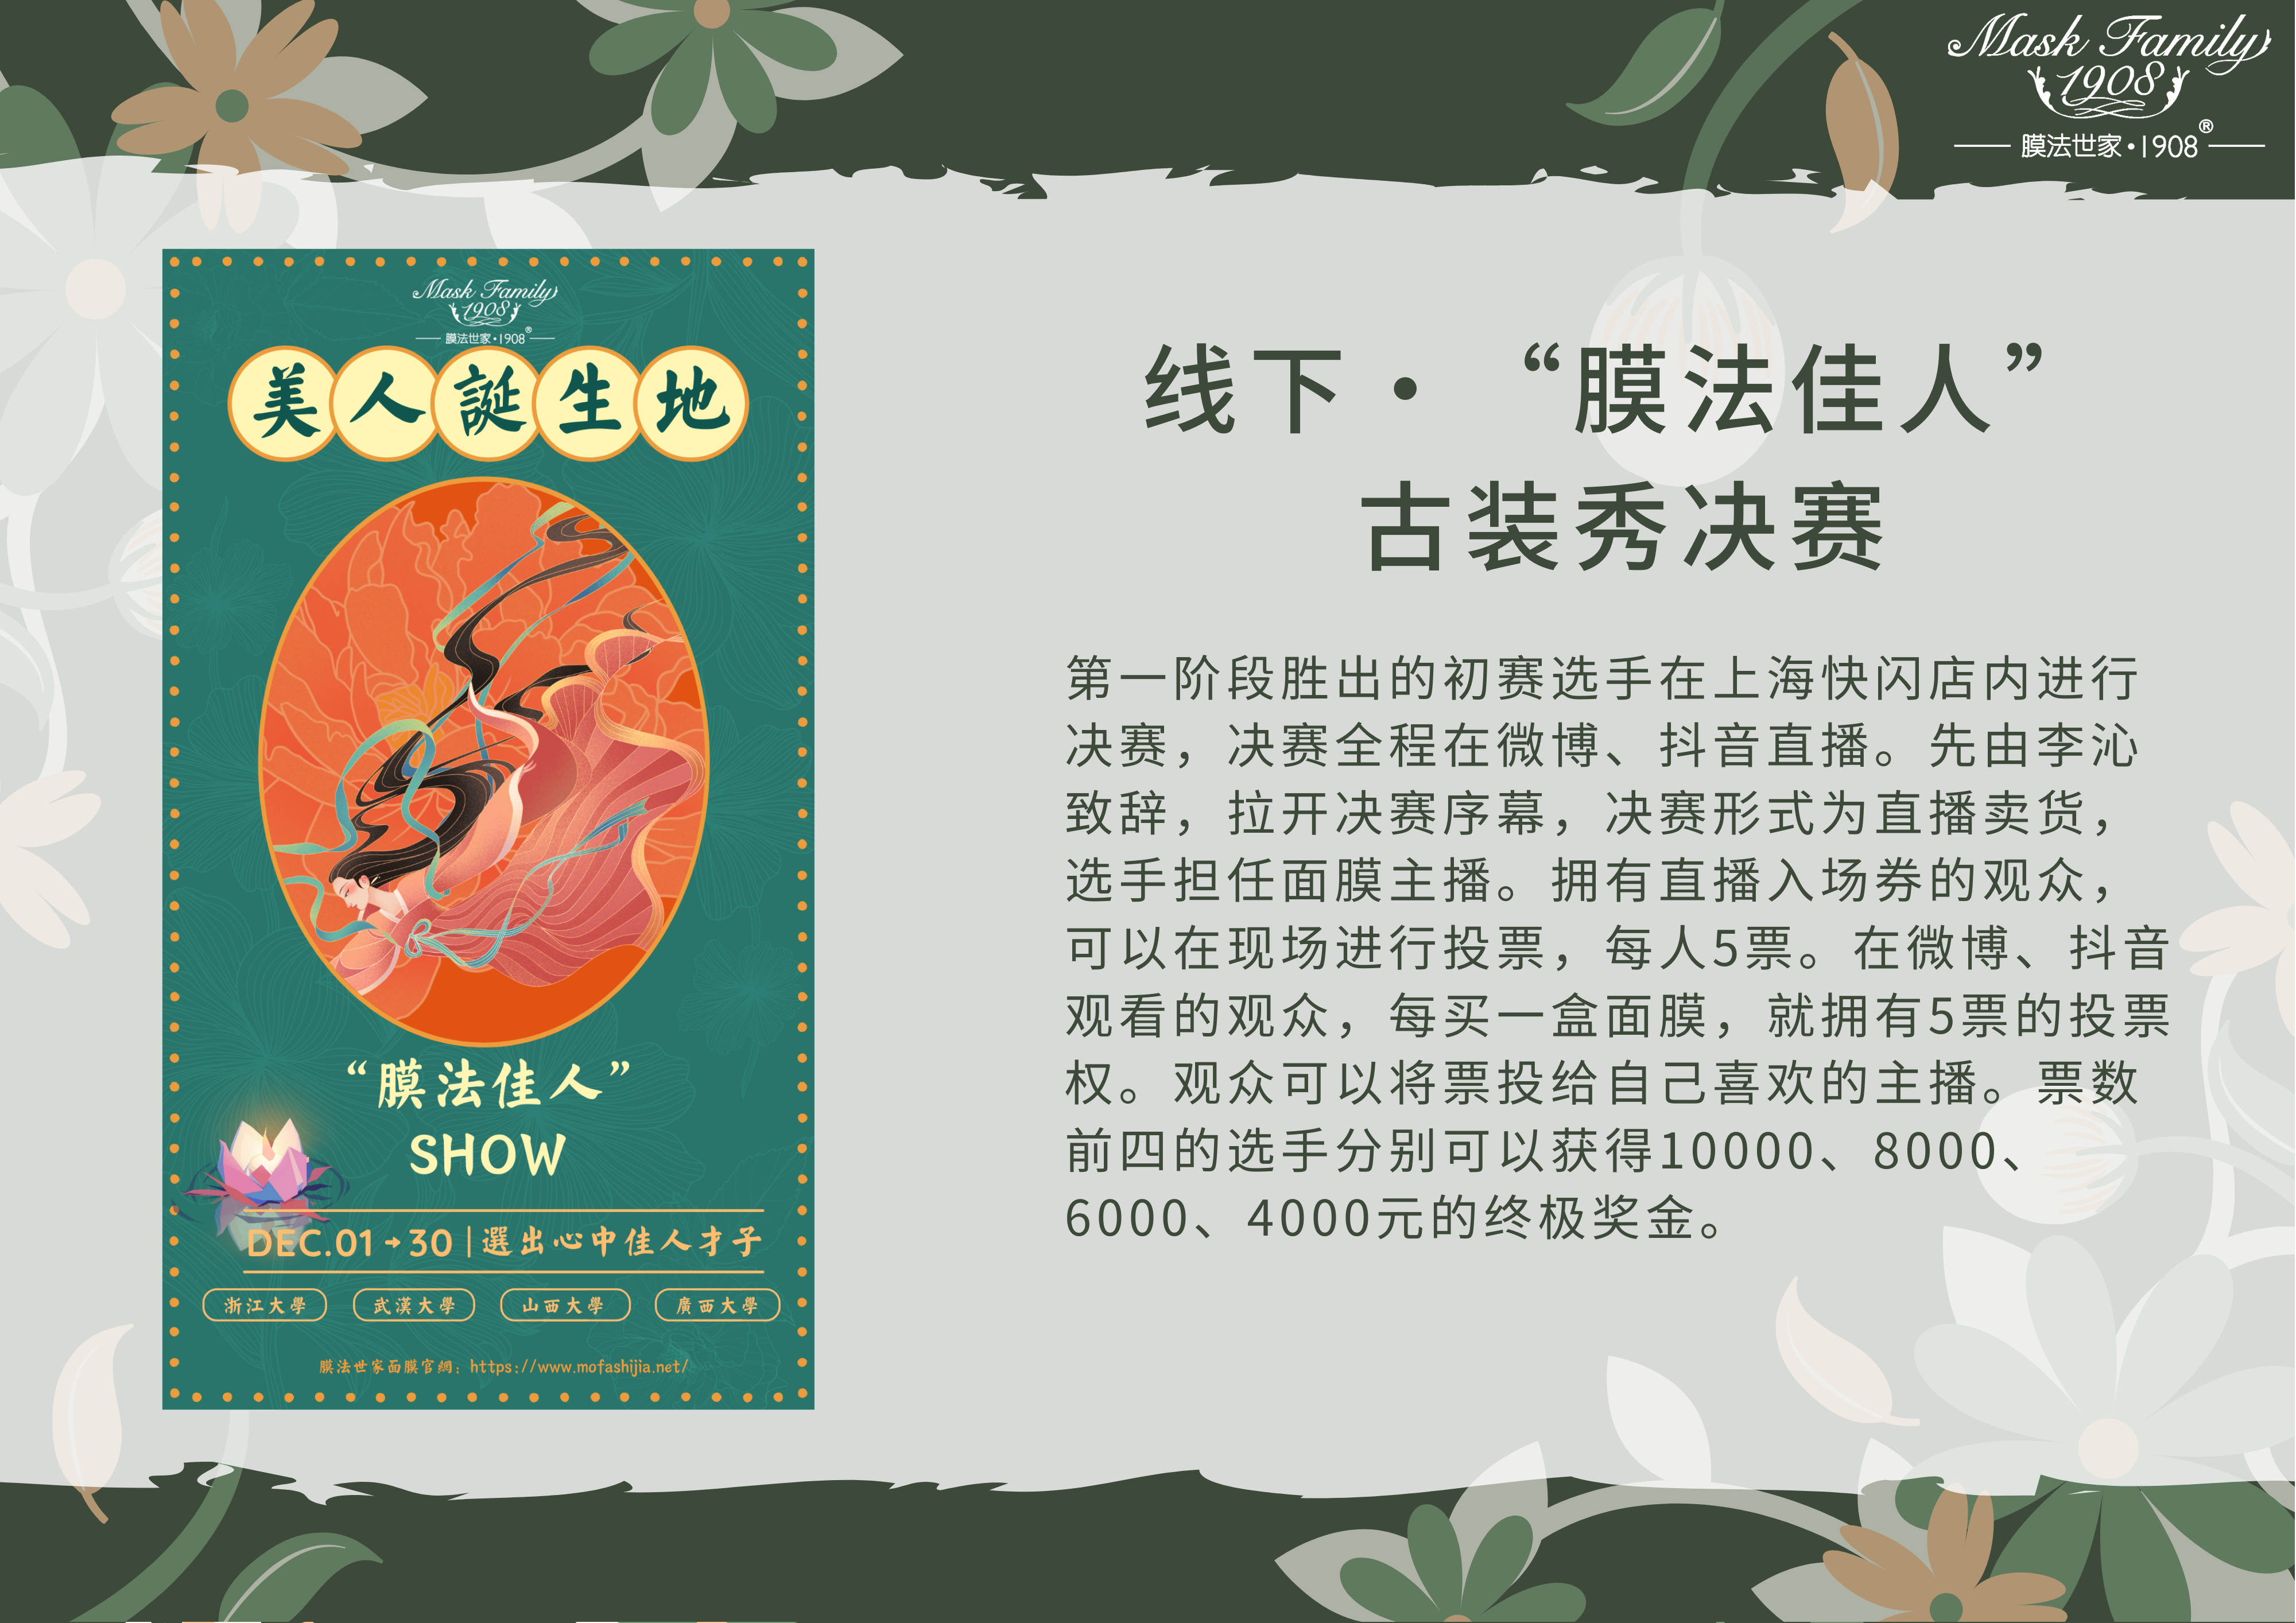 Mask Family
1908
膜法世家•1908®
Mask Family
1908
膜法世家•1908®
美人誕生地
“膜法佳人”
SHOW
DEC.01→30|選出心中佳人才子
浙江大學 武漢大學 山西大學 廣西大學
膜法世家面膜官網：https://www.mofashijia.net/
线下•“膜法佳人”
古装秀决赛
第一阶段胜出的初赛选手在上海快闪店内进行
决赛，决赛全程在微博、抖音直播。先由李沁
致辞，拉开决赛序幕，决赛形式为直播卖货，
选手担任面膜主播。拥有直播入场券的观众，
可以在现场进行投票，每人5票。在微博、抖音
观看的观众，每买一盒面膜，就拥有5票的投票
权。观众可以将票投给自己喜欢的主播。票数
前四的选手分别可以获得10000、8000、
6000、4000元的终极奖金。